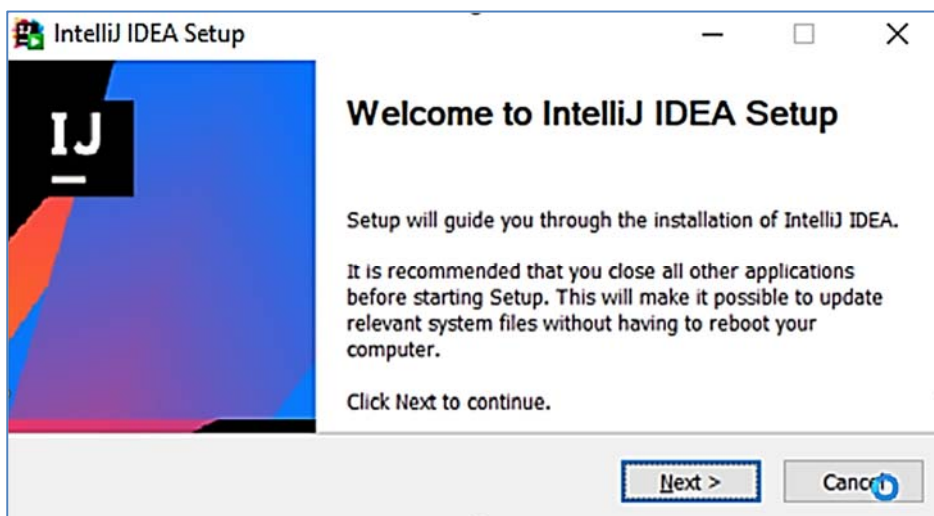 IntelliJ IDEA Setup
IJ
Welcome to IntelliJ IDEA Setup
Setup will guide you through the installation of IntelliJ IDEA.
It is recommended that you close all other applications
before starting Setup. This will make it possible to update
relevant system files without having to reboot your
computer.
Click Next to continue.
Next >
Cancel